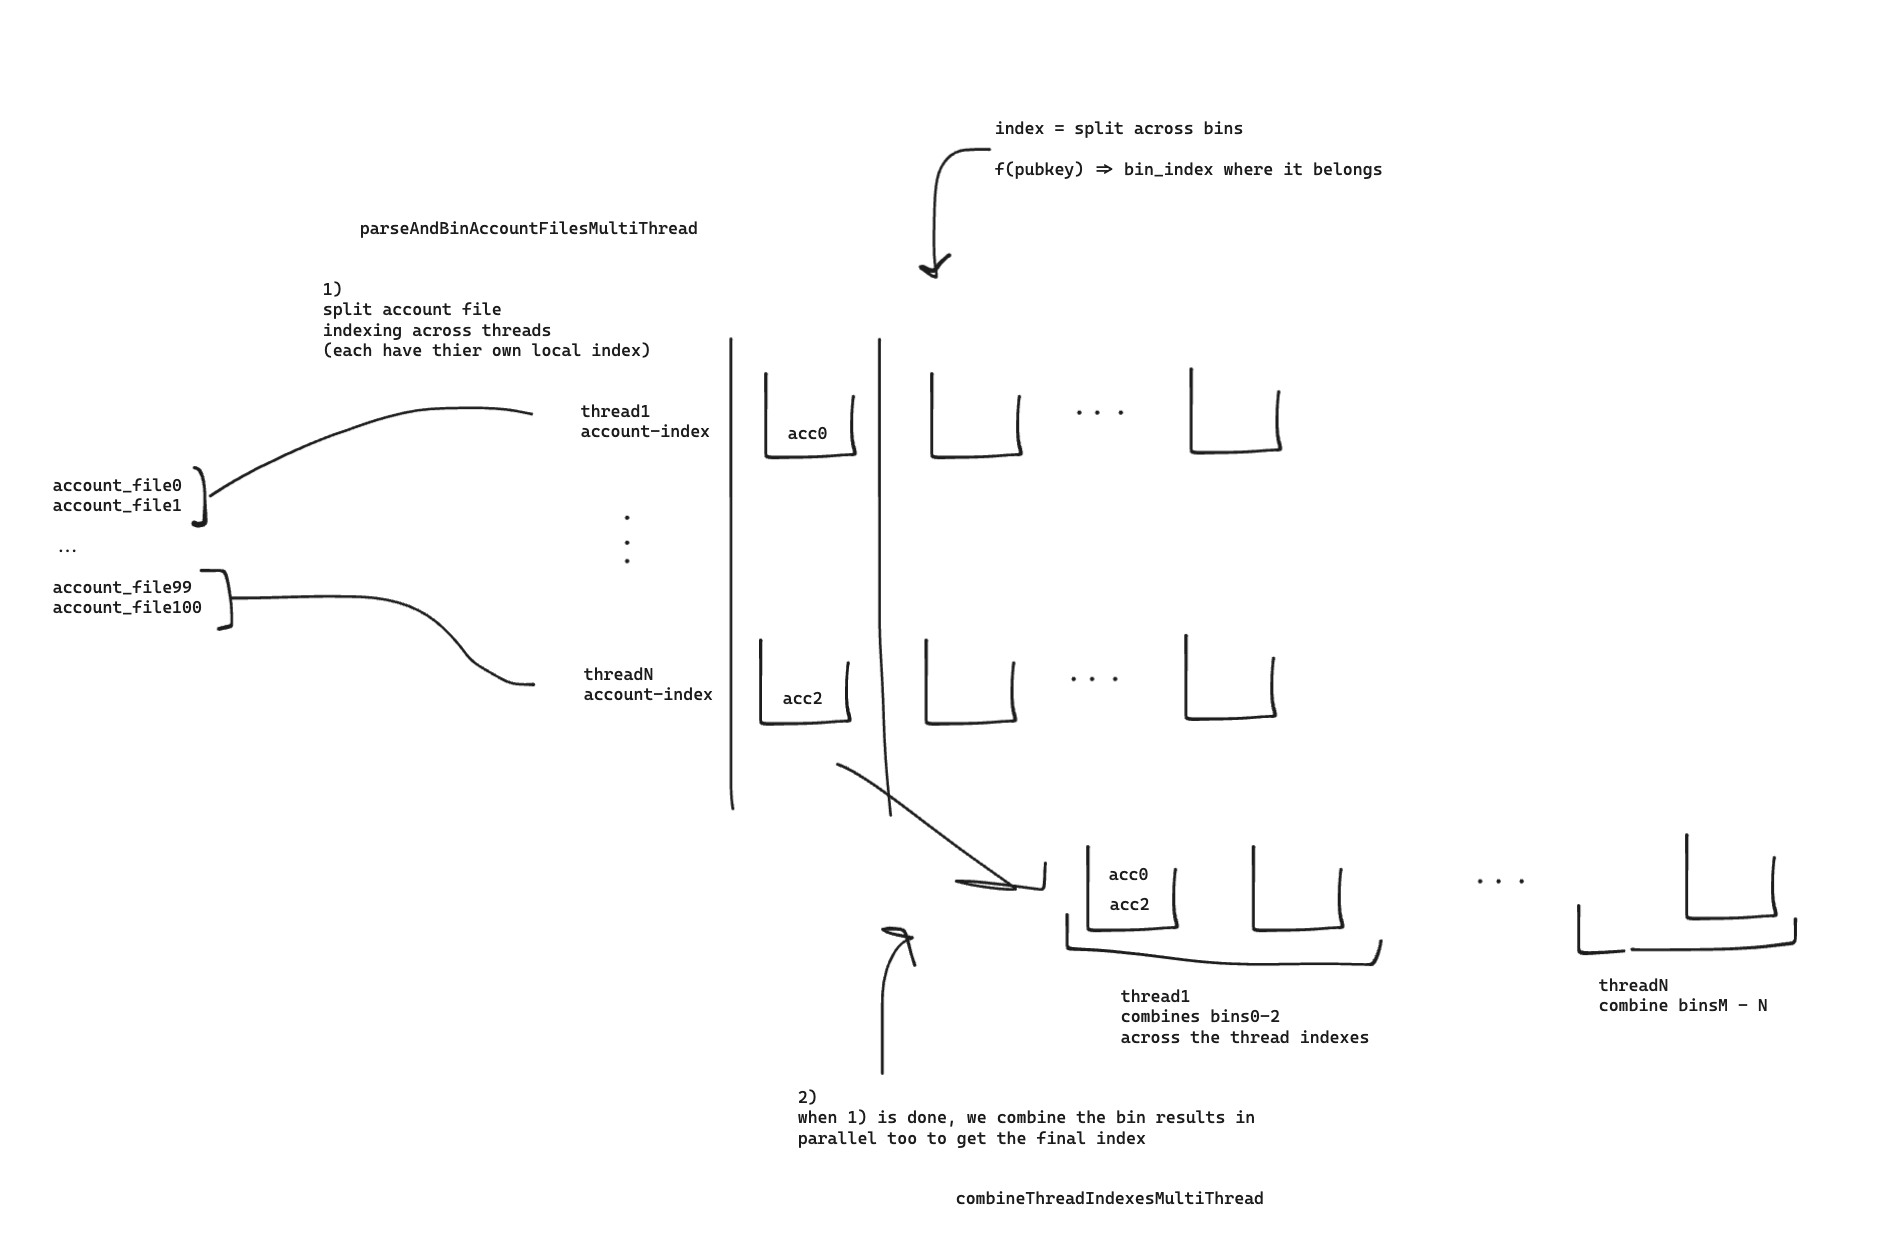 index = split across bins
f(pubkey) => bin_index where it belongs
parseAndBinAccountFilesMultiThread
1)
split account file
indexing across threads
(each have thier own local index)
thread1
account-index
acc0
. . .
account_file0
account_file1
...
account_file99
account_file100
threadN
account-index
acc2
. . .
acc0
acc2
. . .
thread1
combines bins0-2
across the thread indexes
threadN
combine binsM - N
2)
when 1) is done, we combine the bin results in
parallel too to get the final index
combineThreadIndexesMultiThread